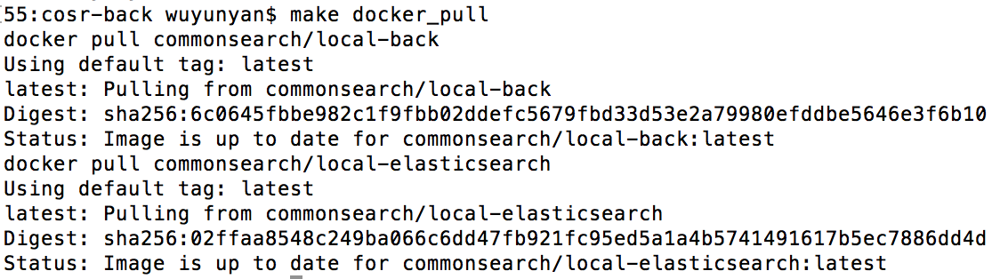 55:cosr-back wuyunyan$ make docker_pull
docker pull commonsearch/local-back
Using default tag: latest
latest: Pulling from commonsearch/local-back
Digest: sha256:6c0645fbbe982c1f9fbb02ddefc5679fbd33d53e2a79980efddbe5646e3f6b10
Status: Image is up to date for commonsearch/local-back:latest
docker pull commonsearch/local-elasticsearch
Using default tag: latest
latest: Pulling from commonsearch/local-elasticsearch
Digest: sha256:02ffaa8548c249ba066c6dd47fb921fc95ed5a1a4b5741491617b5ec7886dd4d
Status: Image is up to date for commonsearch/local-elasticsearch:latest